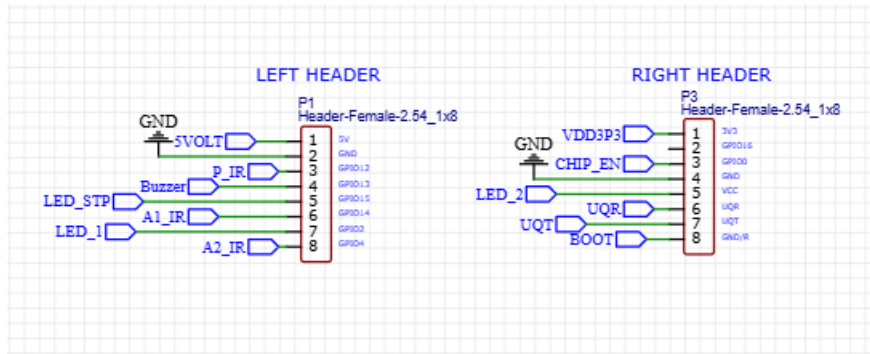 LEFT HEADER
P1
Header-Female-2.54_1x8
GND
5VOLT 1 5V
2 GND
P_IR 3 GPIO12
Buzzer 4 GPIO13
LED_STP 5 GPIO15
A1_IR 6 GPIO14
LED_1 7 GPIO2
A2_IR 8 GPIO4
RIGHT HEADER
P3
Header-Female-2.54_1x8
VDD3P3 1 3V3
GND 2 GPIO16
CHIP_EN 3 GPIO0
4 GND
LED_2 5 VCC
UQR 6 UQR
UQT 7 UQT
BOOT 8 GND/R